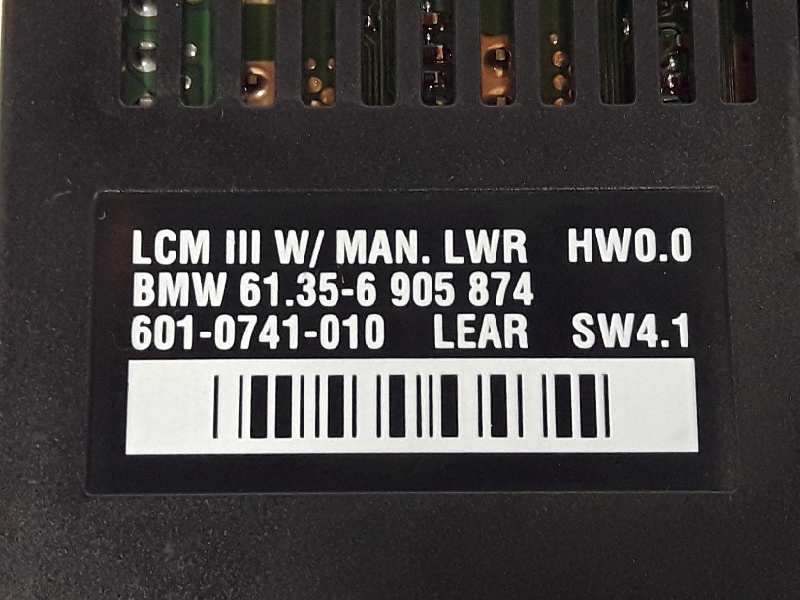 LCM III W/ MAN. LWR HW0.0
BMW 61.35-6 905 874
601-0741-010 LEAR SW4.1